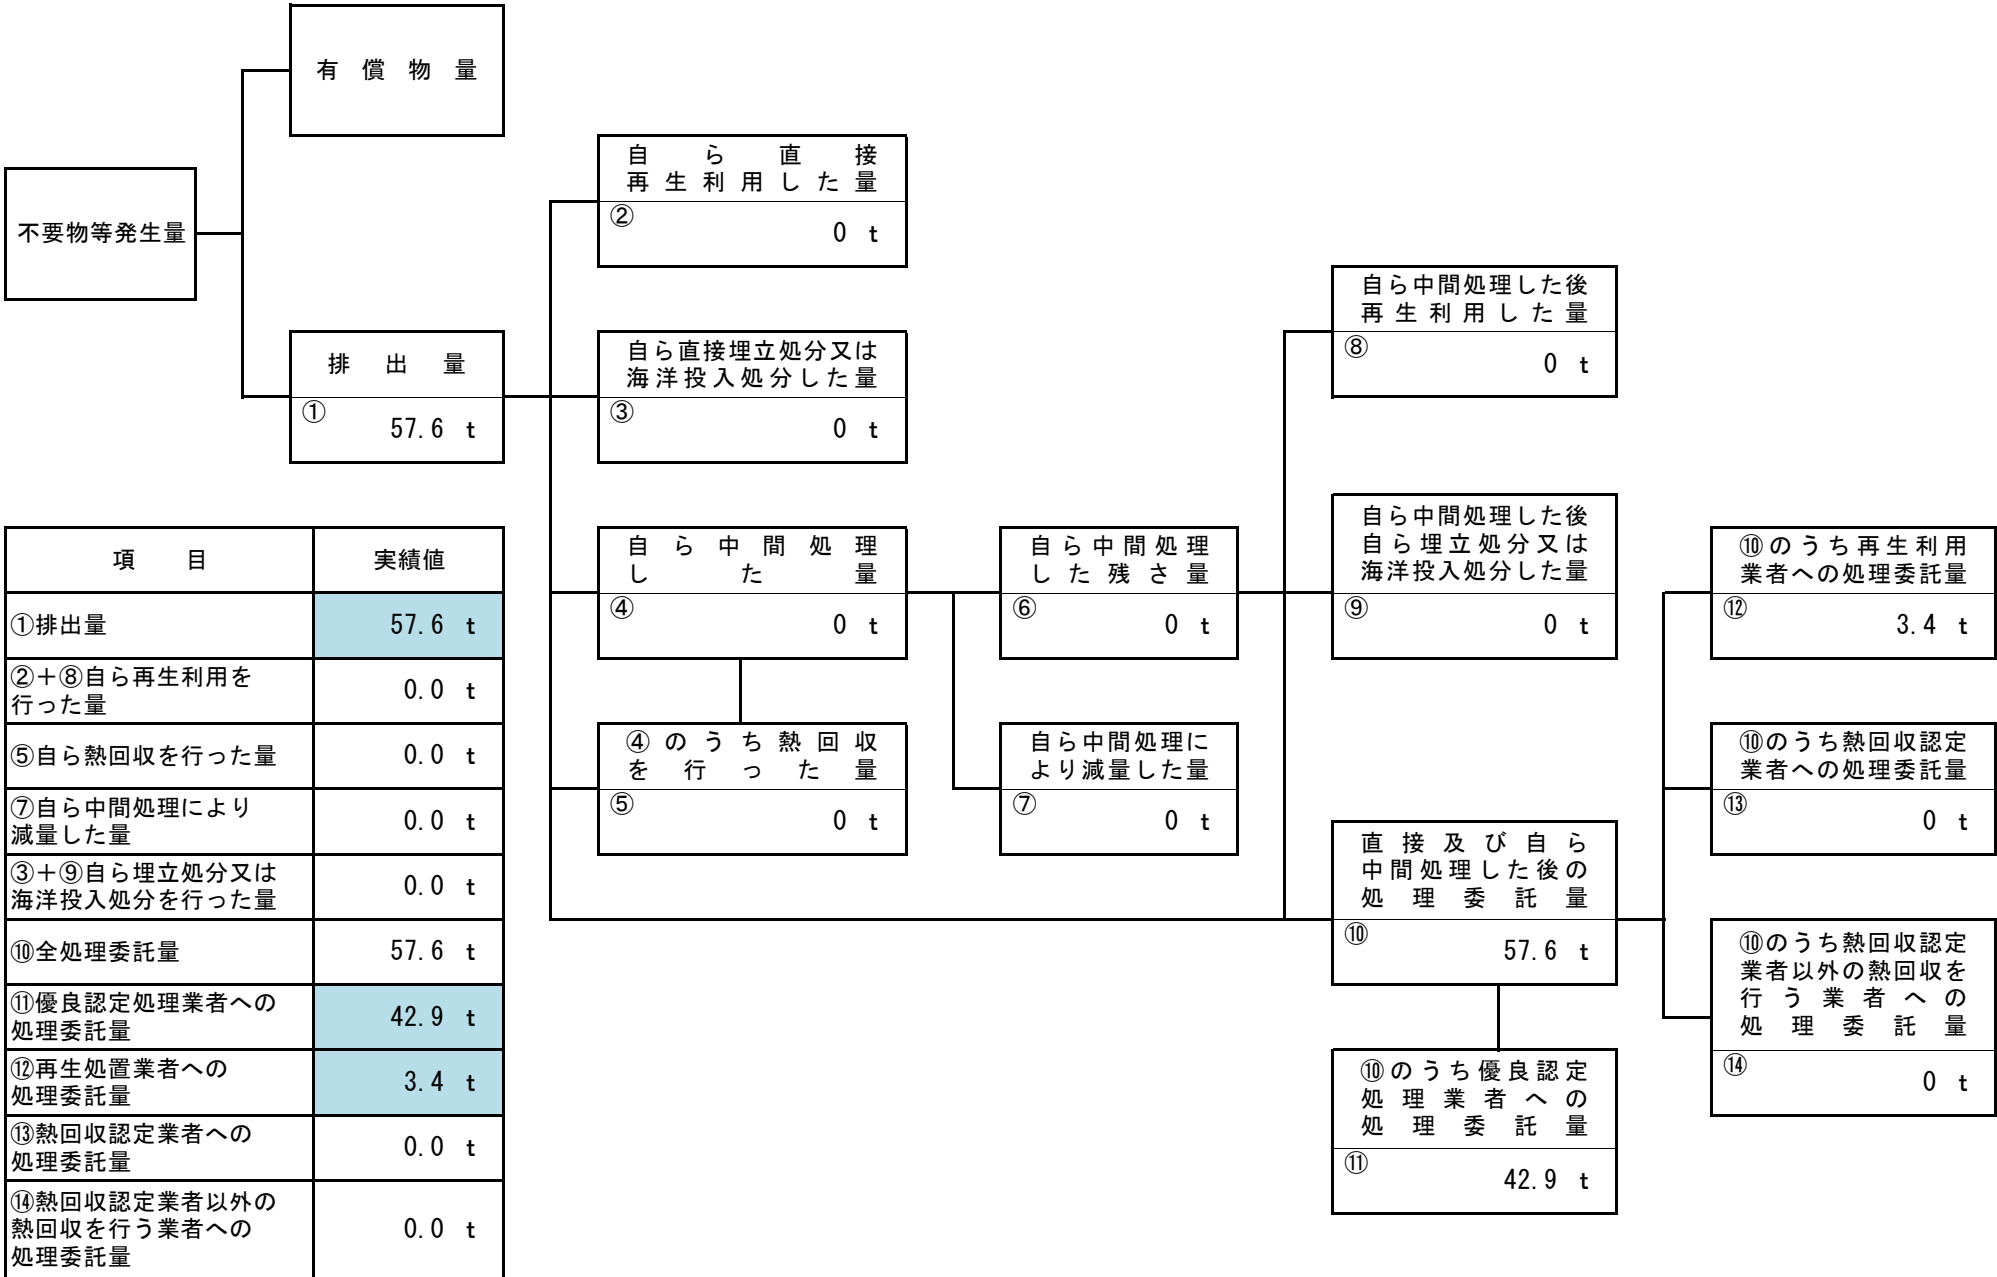 有償物量
不要物等発生量
排出量
① 57.6 t
自ら直接
再生利用した量
② 0 t
自ら直接埋立処分又は
海洋投入処分した量
③ 0 t
自ら中間処理
した量
④ 0 t
④のうち熱回収
を行った量
⑤ 0 t
自ら中間処理
した残さ量
⑥ 0 t
自ら中間処理に
より減量した量
⑦ 0 t
自ら中間処理した後
再生利用した量
⑧ 0 t
自ら中間処理した後
自ら埋立処分又は
海洋投入処分した量
⑨ 0 t
直接及び自ら
中間処理した後の
処理委託量
⑩ 57.6 t
⑩のうち優良認定
処理業者への
処理委託量
⑪ 42.9 t
⑩のうち再生利用
業者への処理委託量
⑫ 3.4 t
⑩のうち熱回収認定
業者への処理委託量
⑬ 0 t
⑩のうち熱回収認定
業者以外の熱回収を
行う業者への
処理委託量
⑭ 0 t
項目 実績値
①排出量 57.6 t
②+⑧自ら再生利用を
行った量 0.0 t
⑤自ら熱回収を行った量 0.0 t
⑦自ら中間処理により
減量した量 0.0 t
③+⑨自ら埋立処分又は
海洋投入処分を行った量 0.0 t
⑩全処理委託量 57.6 t
⑪優良認定処理業者への
処理委託量 42.9 t
⑫再生処置業者への
処理委託量 3.4 t
⑬熱回収認定業者への
処理委託量 0.0 t
⑭熱回収認定業者以外の
熱回収を行う業者への
処理委託量 0.0 t